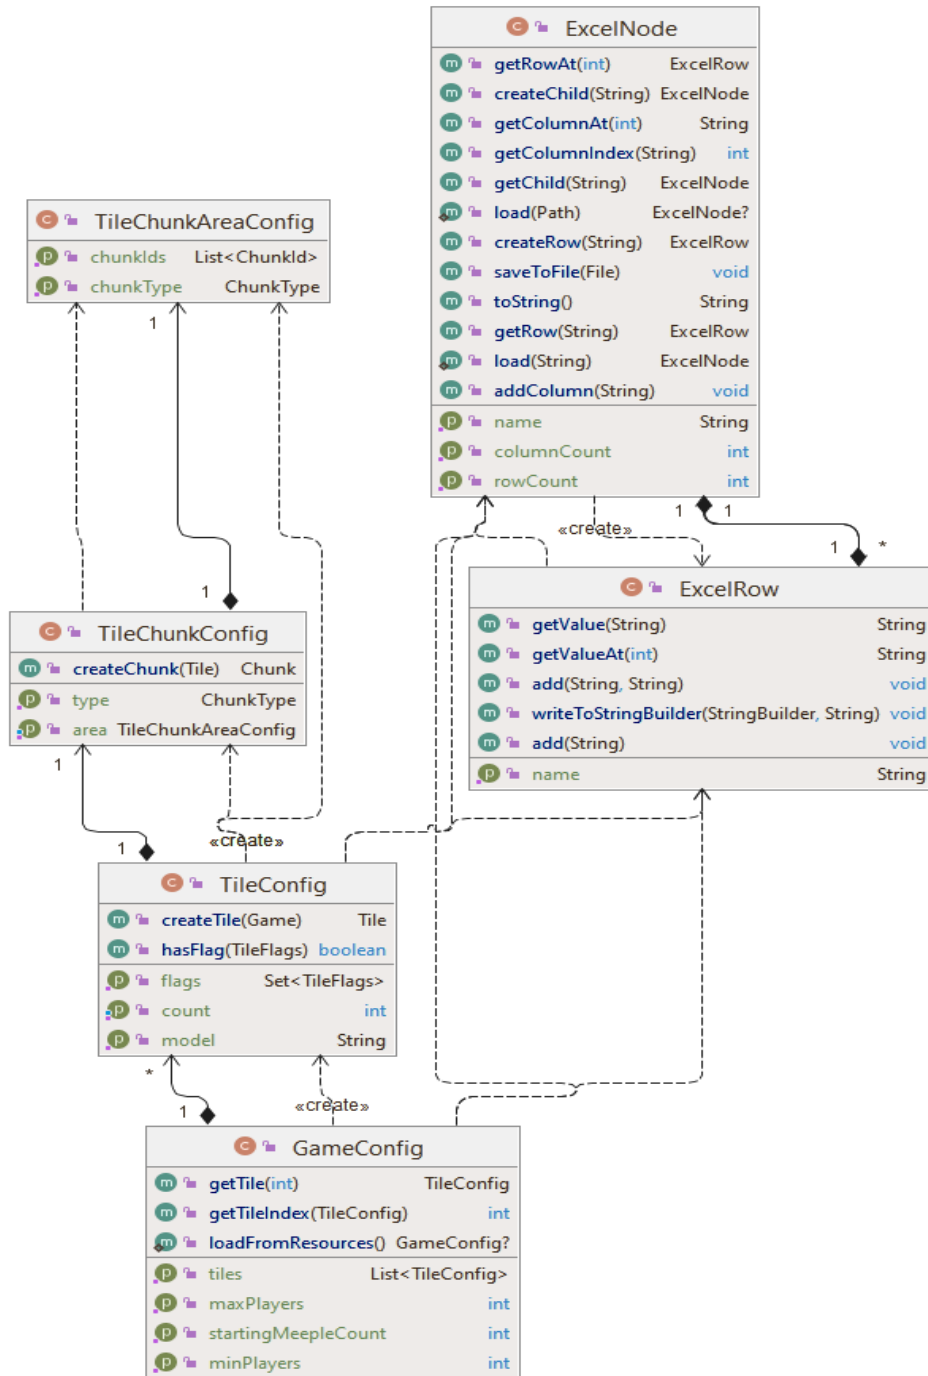 ExcelNode
getRowAt(int) ExcelRow
createChild(String) ExcelNode
getColumnAt(int) String
getColumnIndex(String) int
getChild(String) ExcelNode
load(Path) ExcelNode?
createRow(String) ExcelRow
saveToFile(File) void
toString() String
getRow(String) ExcelRow
load(String) ExcelNode
addColumn(String) void
name String
columnCount int
rowCount int
TileChunkAreaConfig
chunkIds List<ChunkId>
chunkType ChunkType
1
1
1
«create»
1
*
ExcelRow
getValue(String) String
getValueAt(int) String
add(String, String) void
writeToStringBuilder(StringBuilder, String) void
add(String) void
name String
1
TileChunkConfig
createChunk(Tile) Chunk
type ChunkType
area TileChunkAreaConfig
1
1
«create»
TileConfig
createTile(Game) Tile
hasFlag(TileFlags) boolean
flags Set<TileFlags>
count int
model String
*
1
«create»
GameConfig
getTile(int) TileConfig
getTileIndex(TileConfig) int
loadFromResources() GameConfig?
tiles List<TileConfig>
maxPlayers int
startingMeepleCount int
minPlayers int